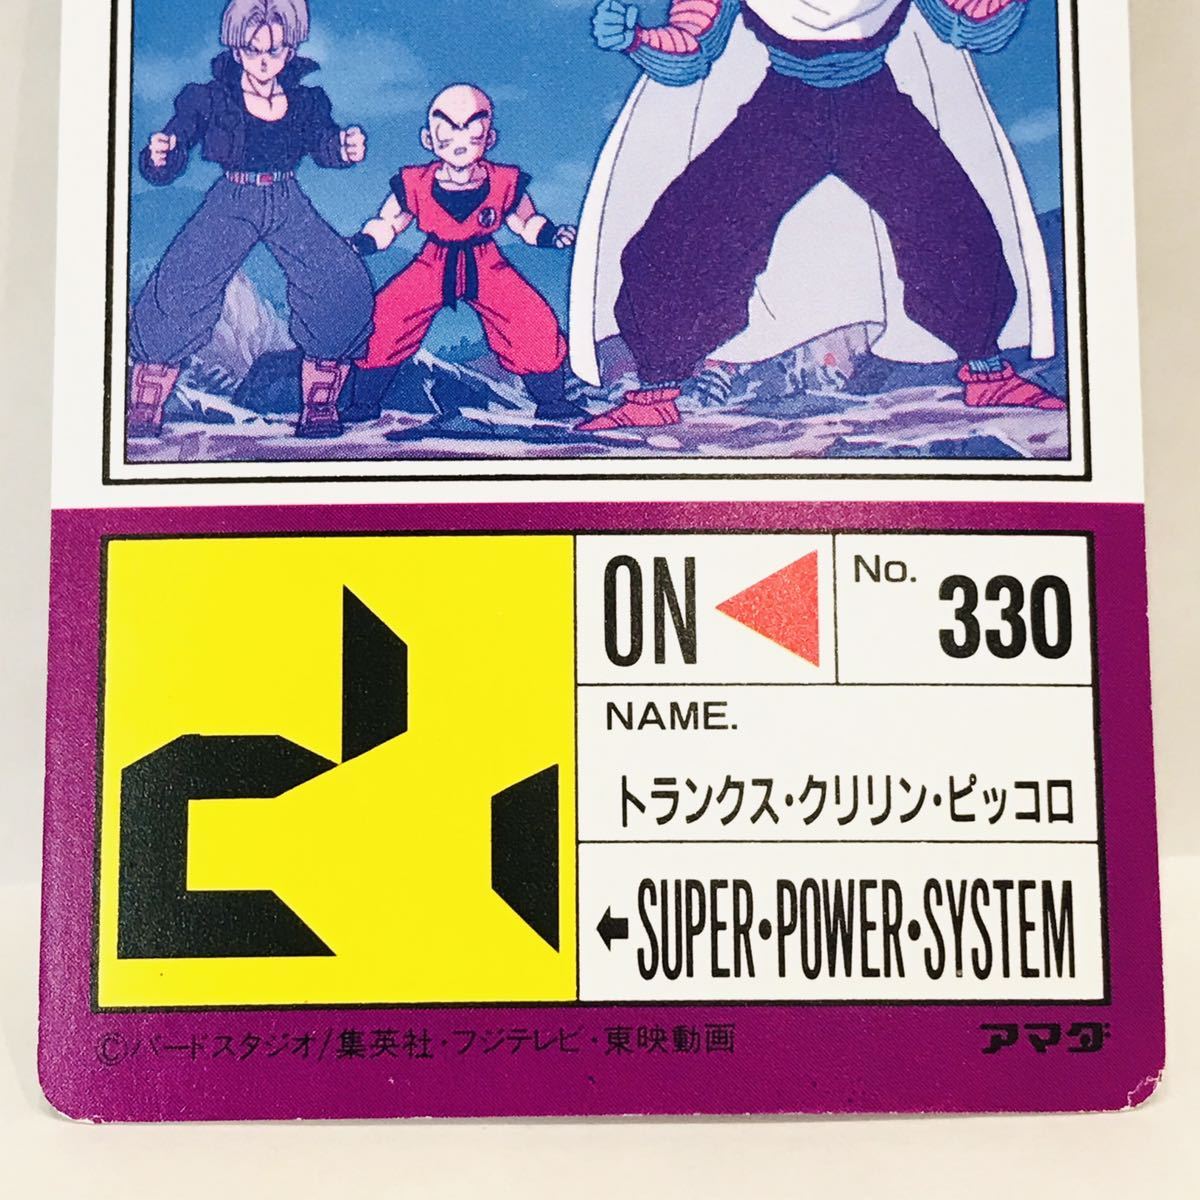 ON
No. 330
NAME.
トランクス・クリリン・ピッコロ
←SUPER・POWER・SYSTEM
©バードスタジオ/集英社・フジテレビ・東映動画
アマダ